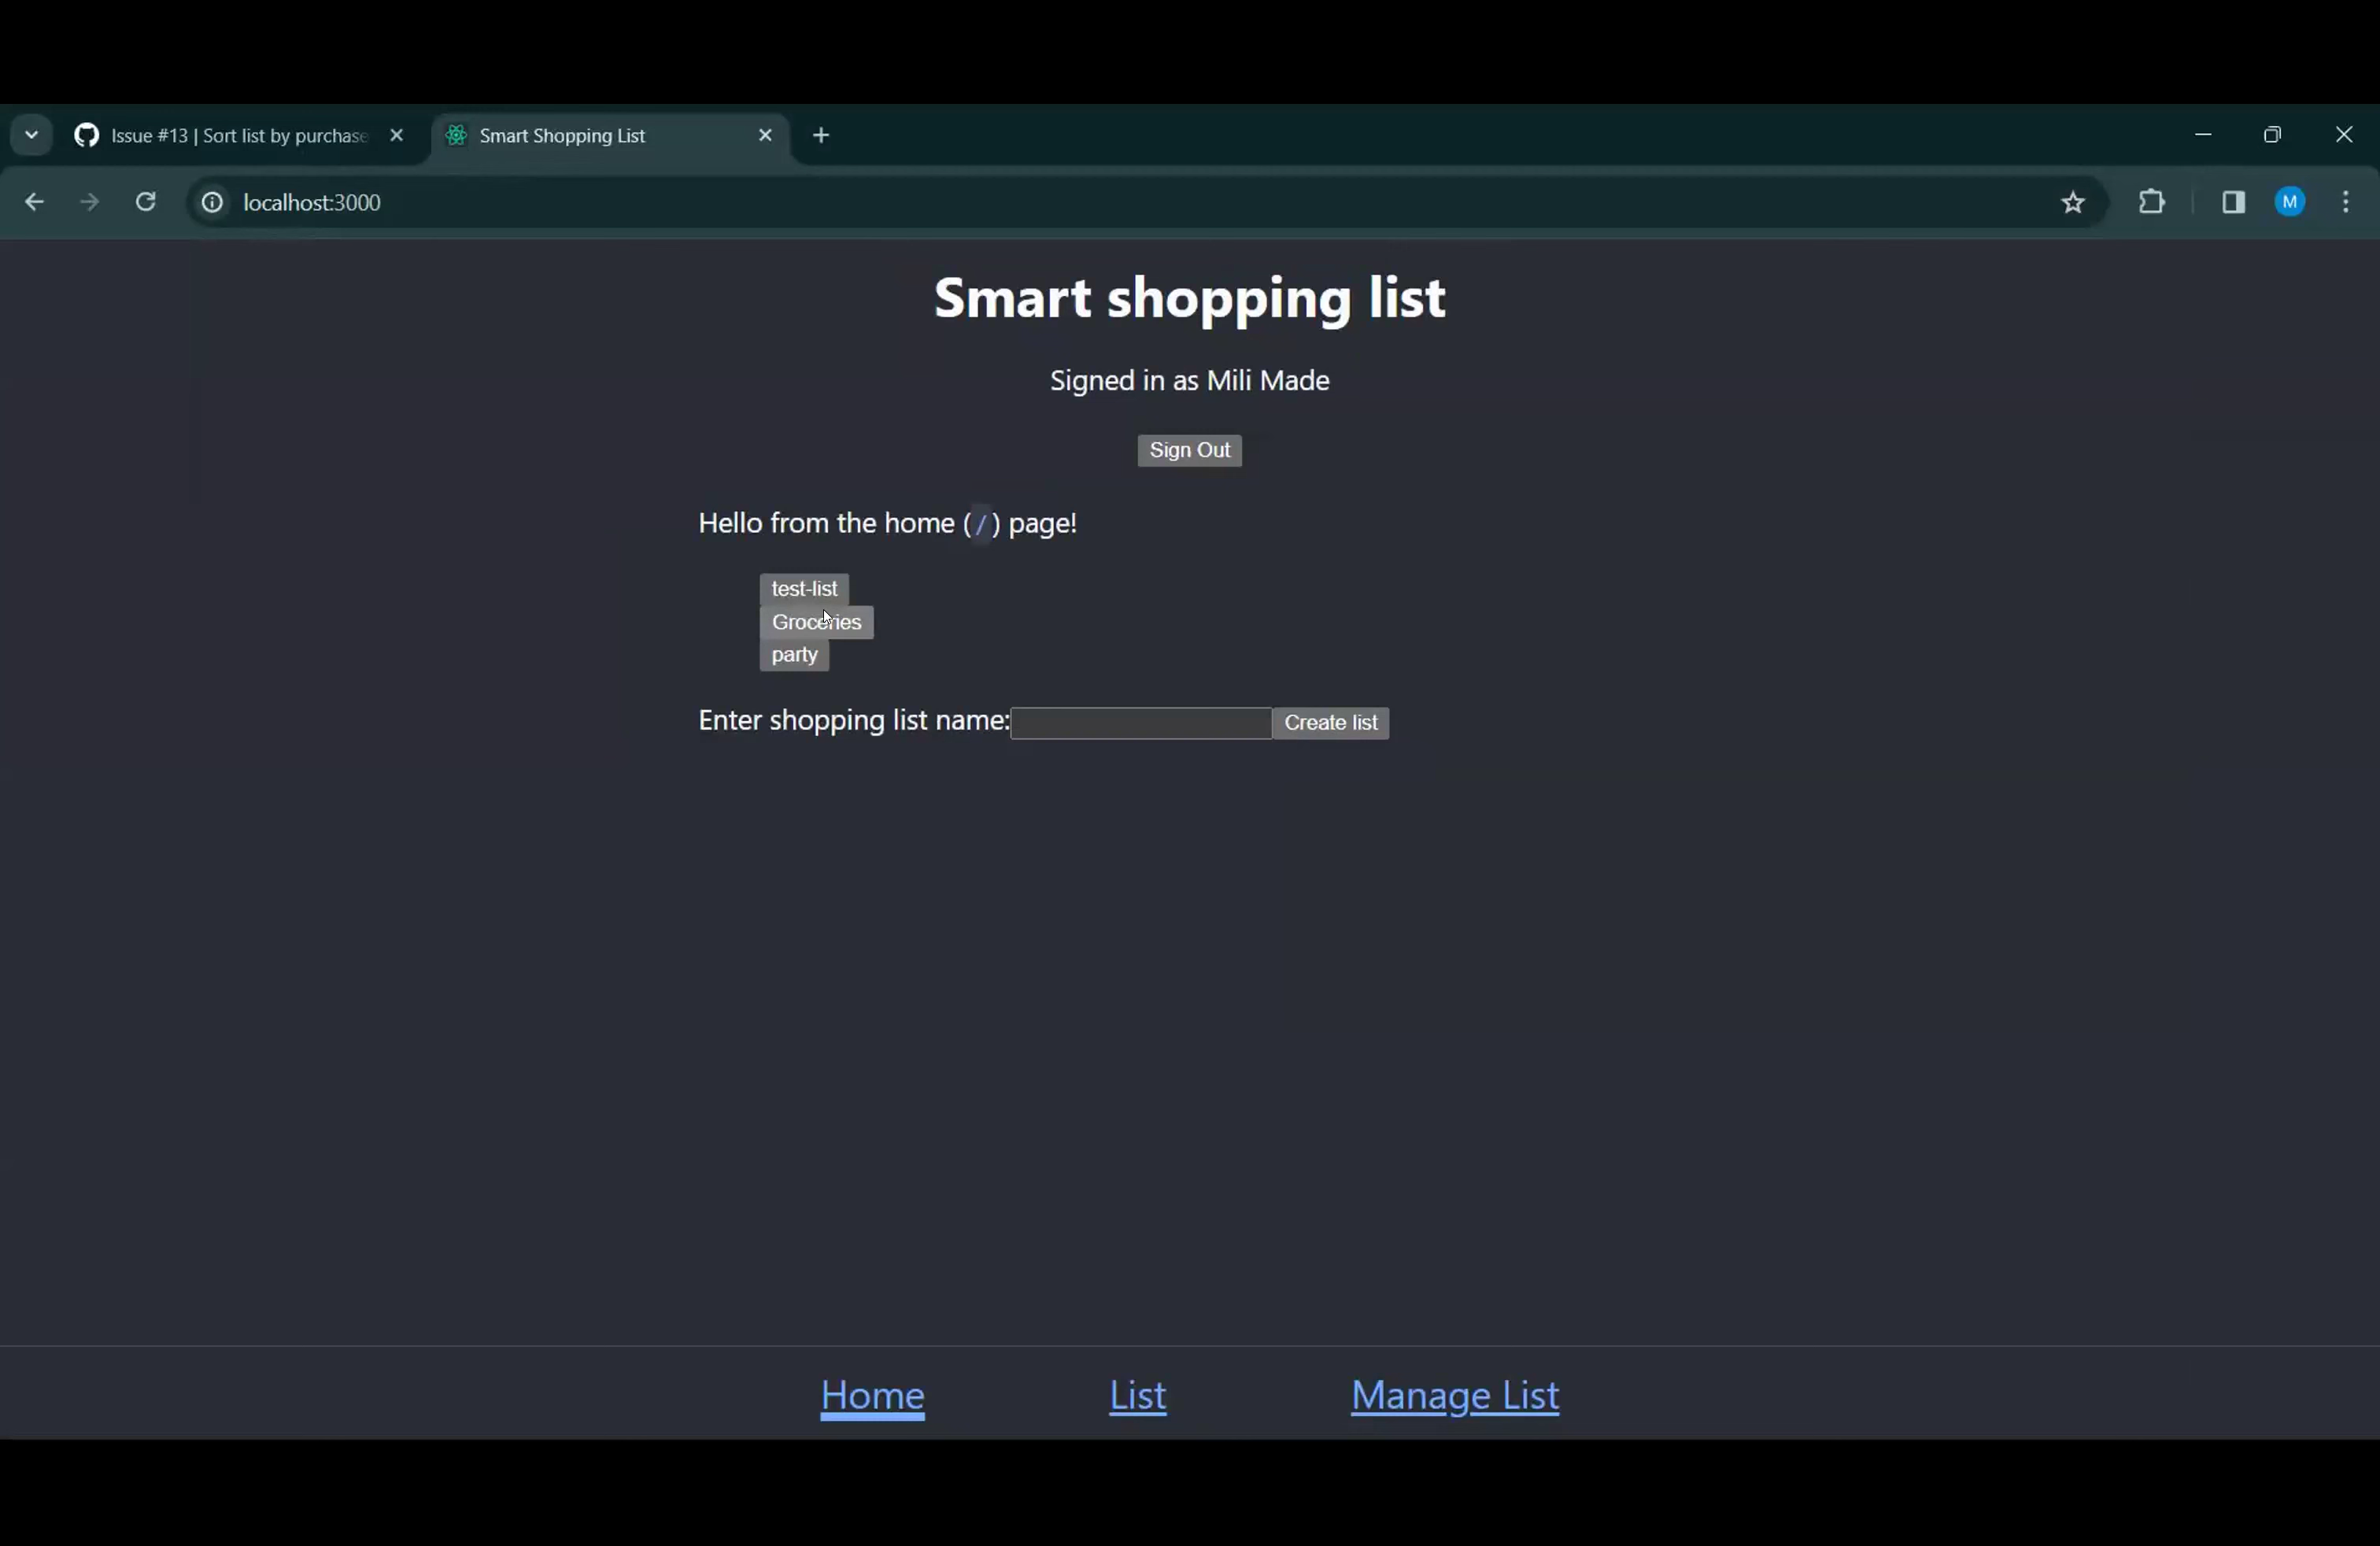 Issue #13 | Sort list by purchase
Smart Shopping List
localhost:3000
M
Smart shopping list
Signed in as Mili Made
Sign Out
Hello from the home (/) page!
test-list
Groceries
party
Enter shopping list name:
Create list
Home
List
Manage List